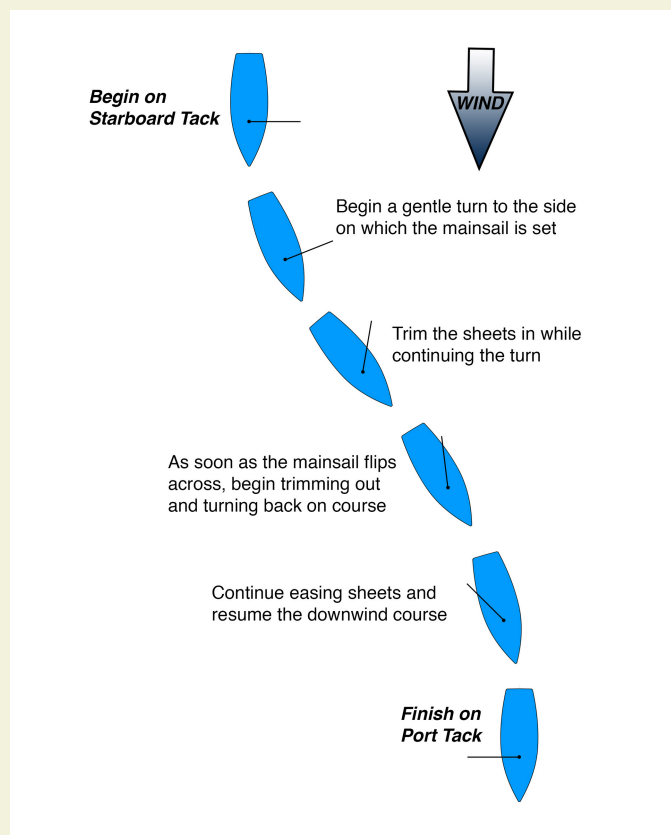 Begin on
Starboard Tack
WIND
Begin a gentle turn to the side
on which the mainsail is set
Trim the sheets in while
continuing the turn
As soon as the mainsail flips
across, begin trimming out
and turning back on course
Continue easing sheets and
resume the downwind course
Finish on
Port Tack